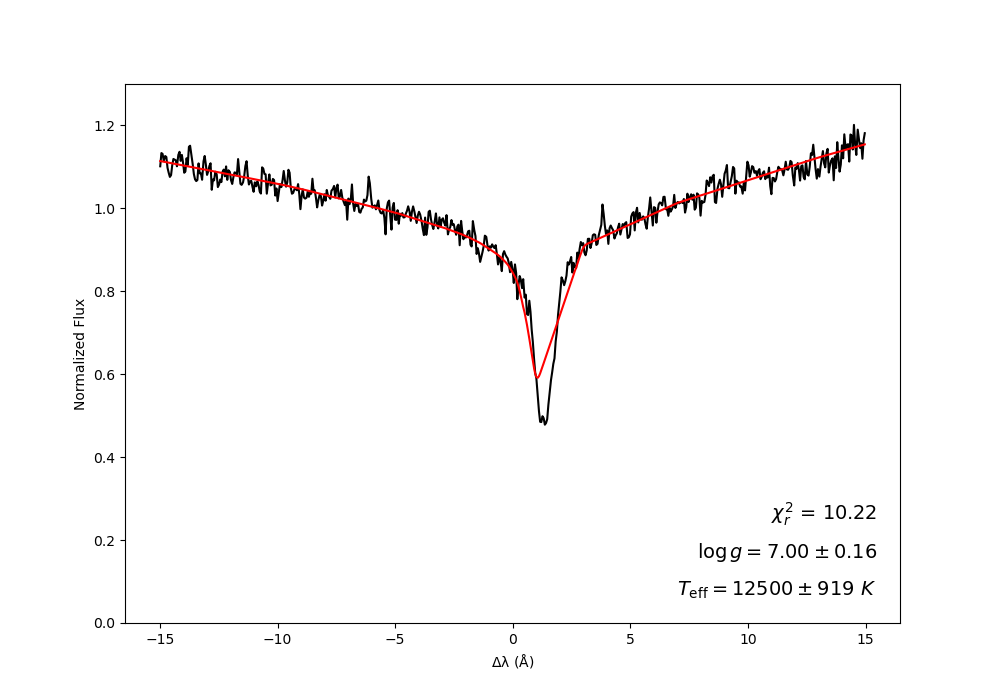 1.2
1.0
0.8
0.6
0.4
0.2
0.0
Normalized Flux
χ²ᵣ = 10.22
log g = 7.00 ± 0.16
T_eff = 12500 ± 919 K
−15 −10 −5 0 5 10 15
Δλ (Å)